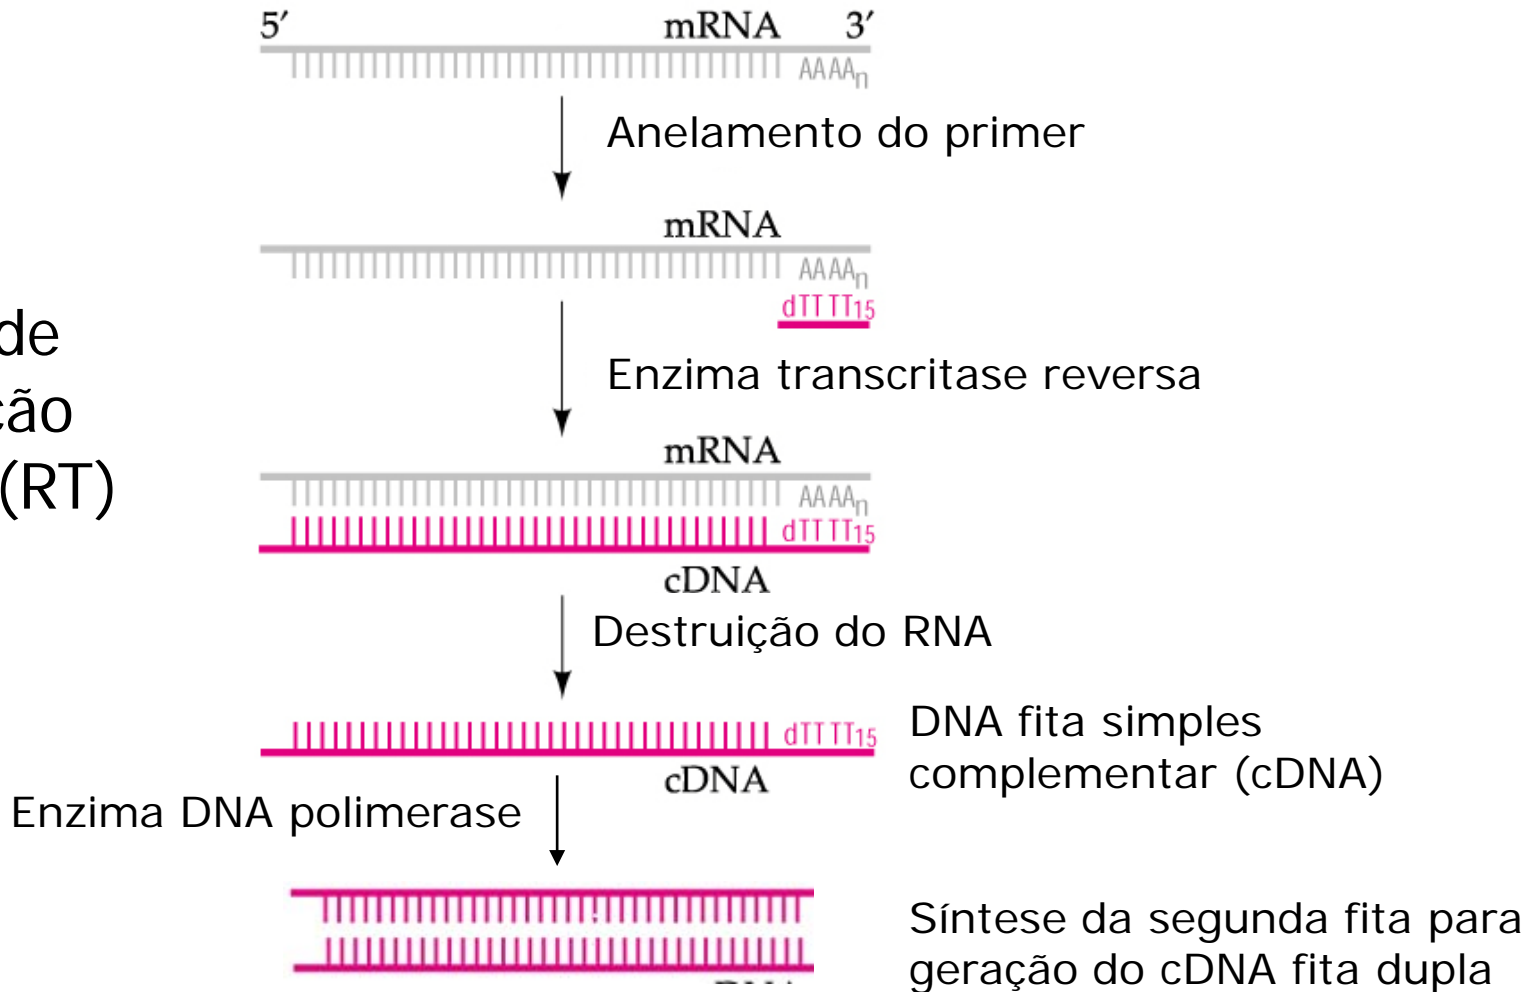 5′ mRNA 3′
AAAAn
Anelamento do primer
mRNA
AAAAn
dTTTT15
de
ção
(RT)
Enzima transcritase reversa
mRNA
AAAAn
dTTTT15
cDNA
Destruição do RNA
dTTTT15
cDNA
DNA fita simples
complementar (cDNA)
Enzima DNA polimerase
Síntese da segunda fita para
geração do cDNA fita dupla